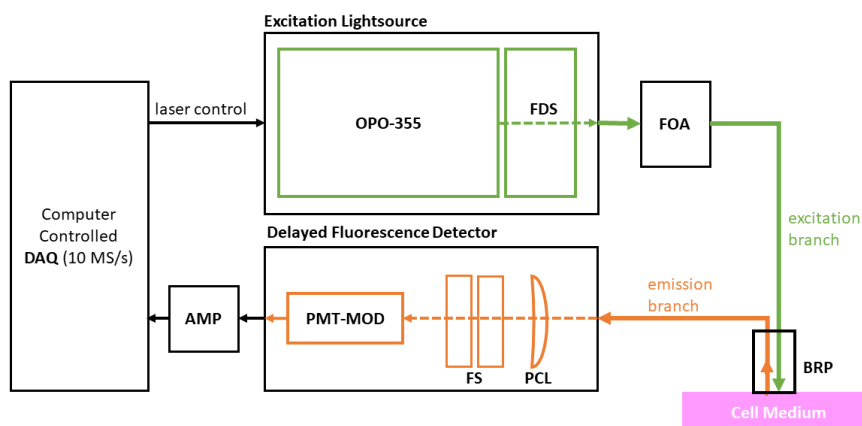 Excitation Lightsource
laser control
OPO-355
FDS
FOA
Computer
Controlled
DAQ (10 MS/s)
excitation
branch
Delayed Fluorescence Detector
emission
branch
AMP
PMT-MOD
FS
PCL
BRP
Cell Medium